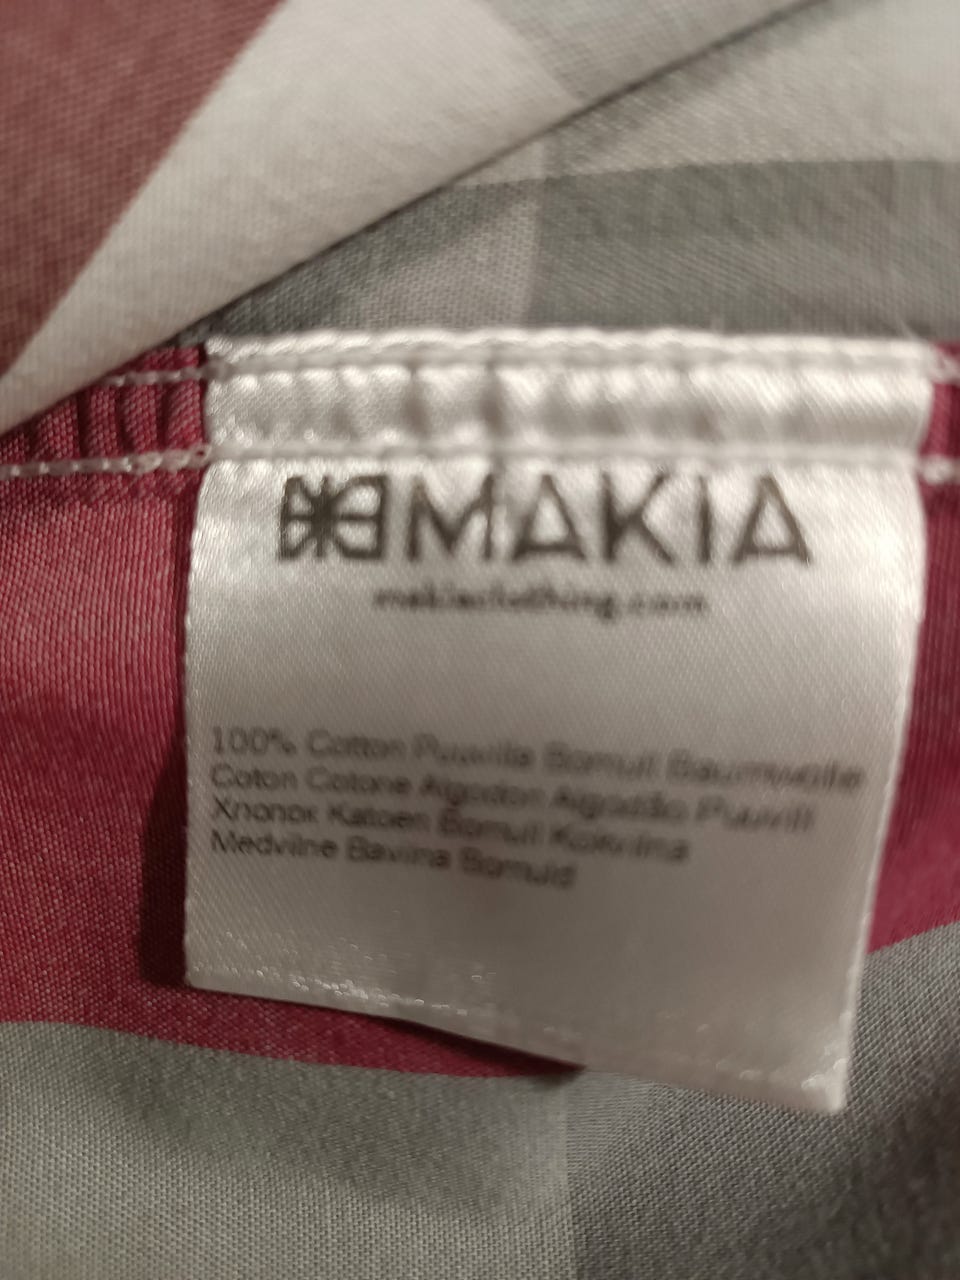 MAKIA
makiaclothing.com
100% Cotton Puuvilla Bomull Baumwolle
Coton Cotone Algodon Algodão Puuvill
Хлопок Katoen Bomull Kokvilna
Medvilne Bavlna Bomuld